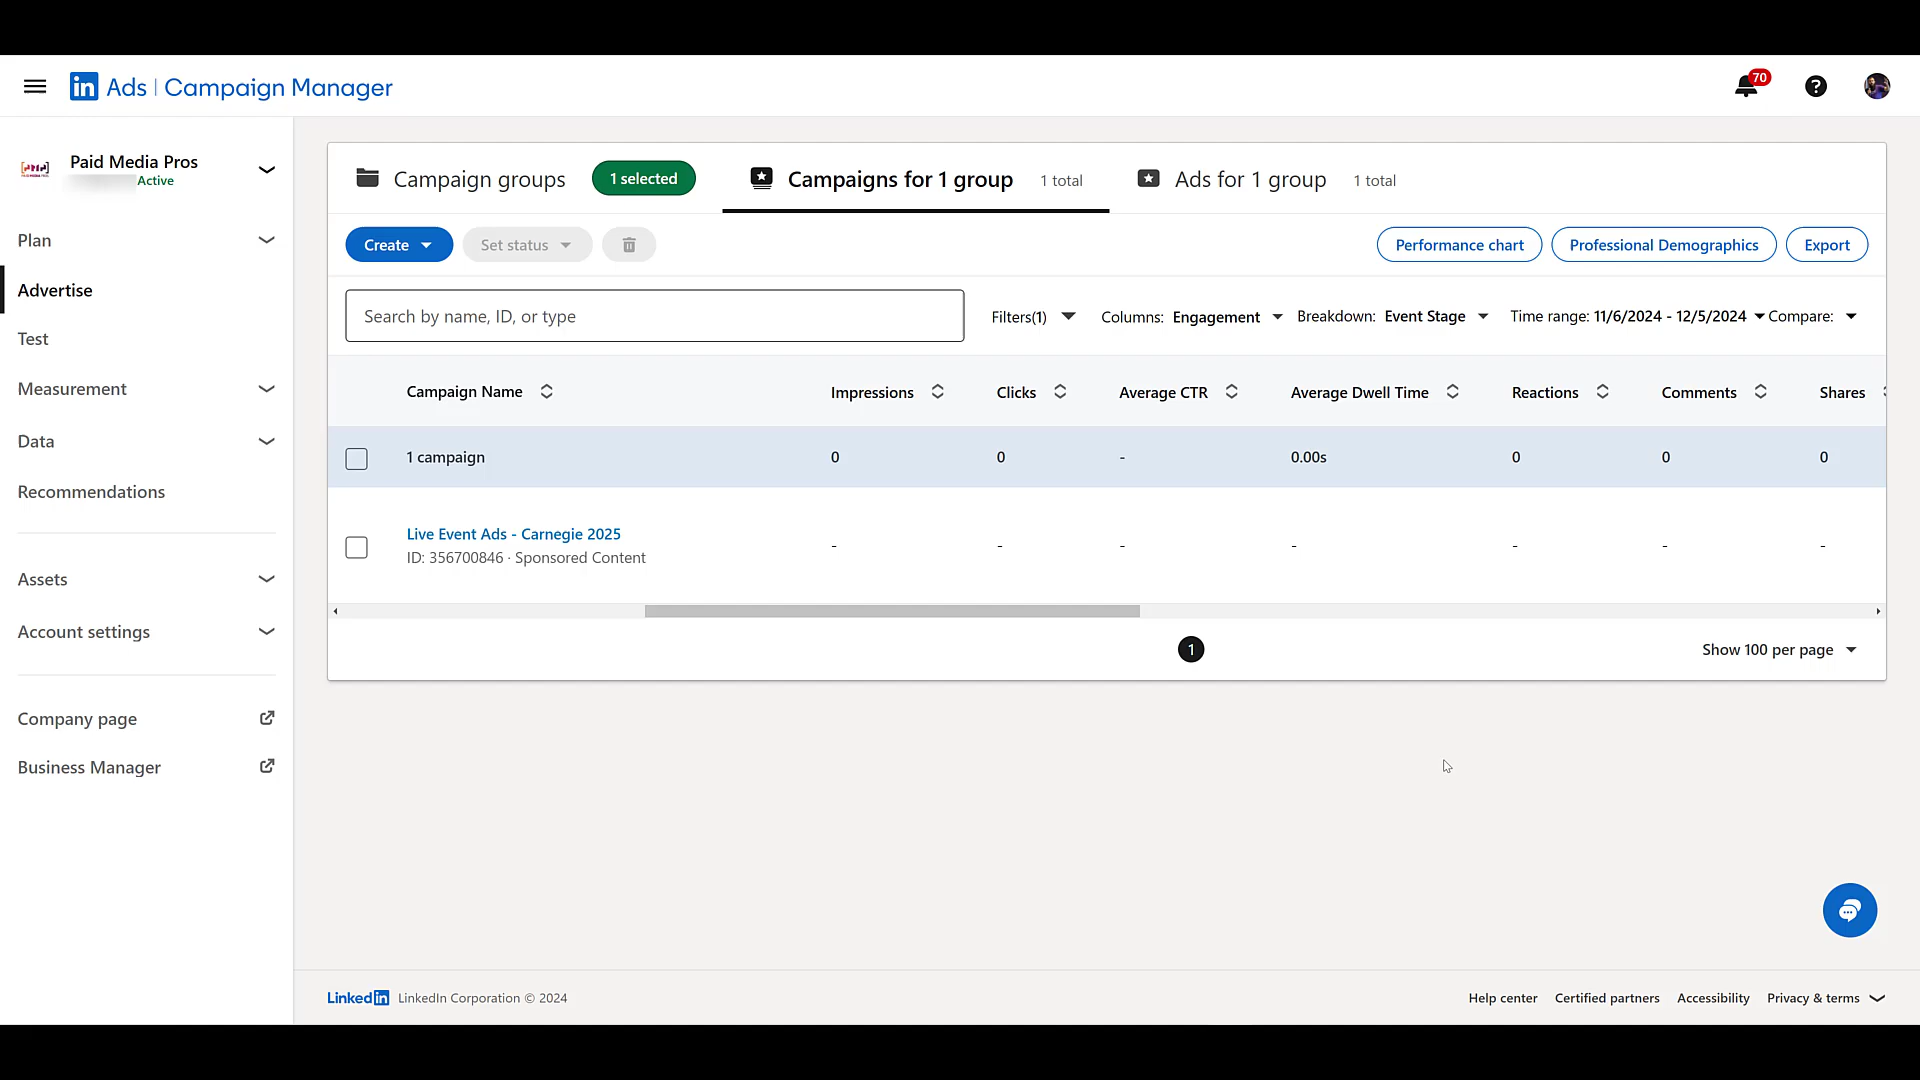 in Ads | Campaign Manager
70
?
Paid Media Pros
Active
Plan
Advertise
Test
Measurement
Data
Recommendations
Assets
Account settings
Company page
Business Manager
Campaign groups 1 selected Campaigns for 1 group 1 total Ads for 1 group 1 total
Create Set status Performance chart Professional Demographics Export
Search by name, ID, or type Filters(1) Columns: Engagement Breakdown: Event Stage Time range: 11/6/2024 - 12/5/2024 Compare:
Campaign Name Impressions Clicks Average CTR Average Dwell Time Reactions Comments Shares
1 campaign 0 0 - 0.00s 0 0 0
Live Event Ads - Carnegie 2025
ID: 356700846 · Sponsored Content
- - - - - - -
1 Show 100 per page
LinkedIn LinkedIn Corporation © 2024 Help center Certified partners Accessibility Privacy & terms